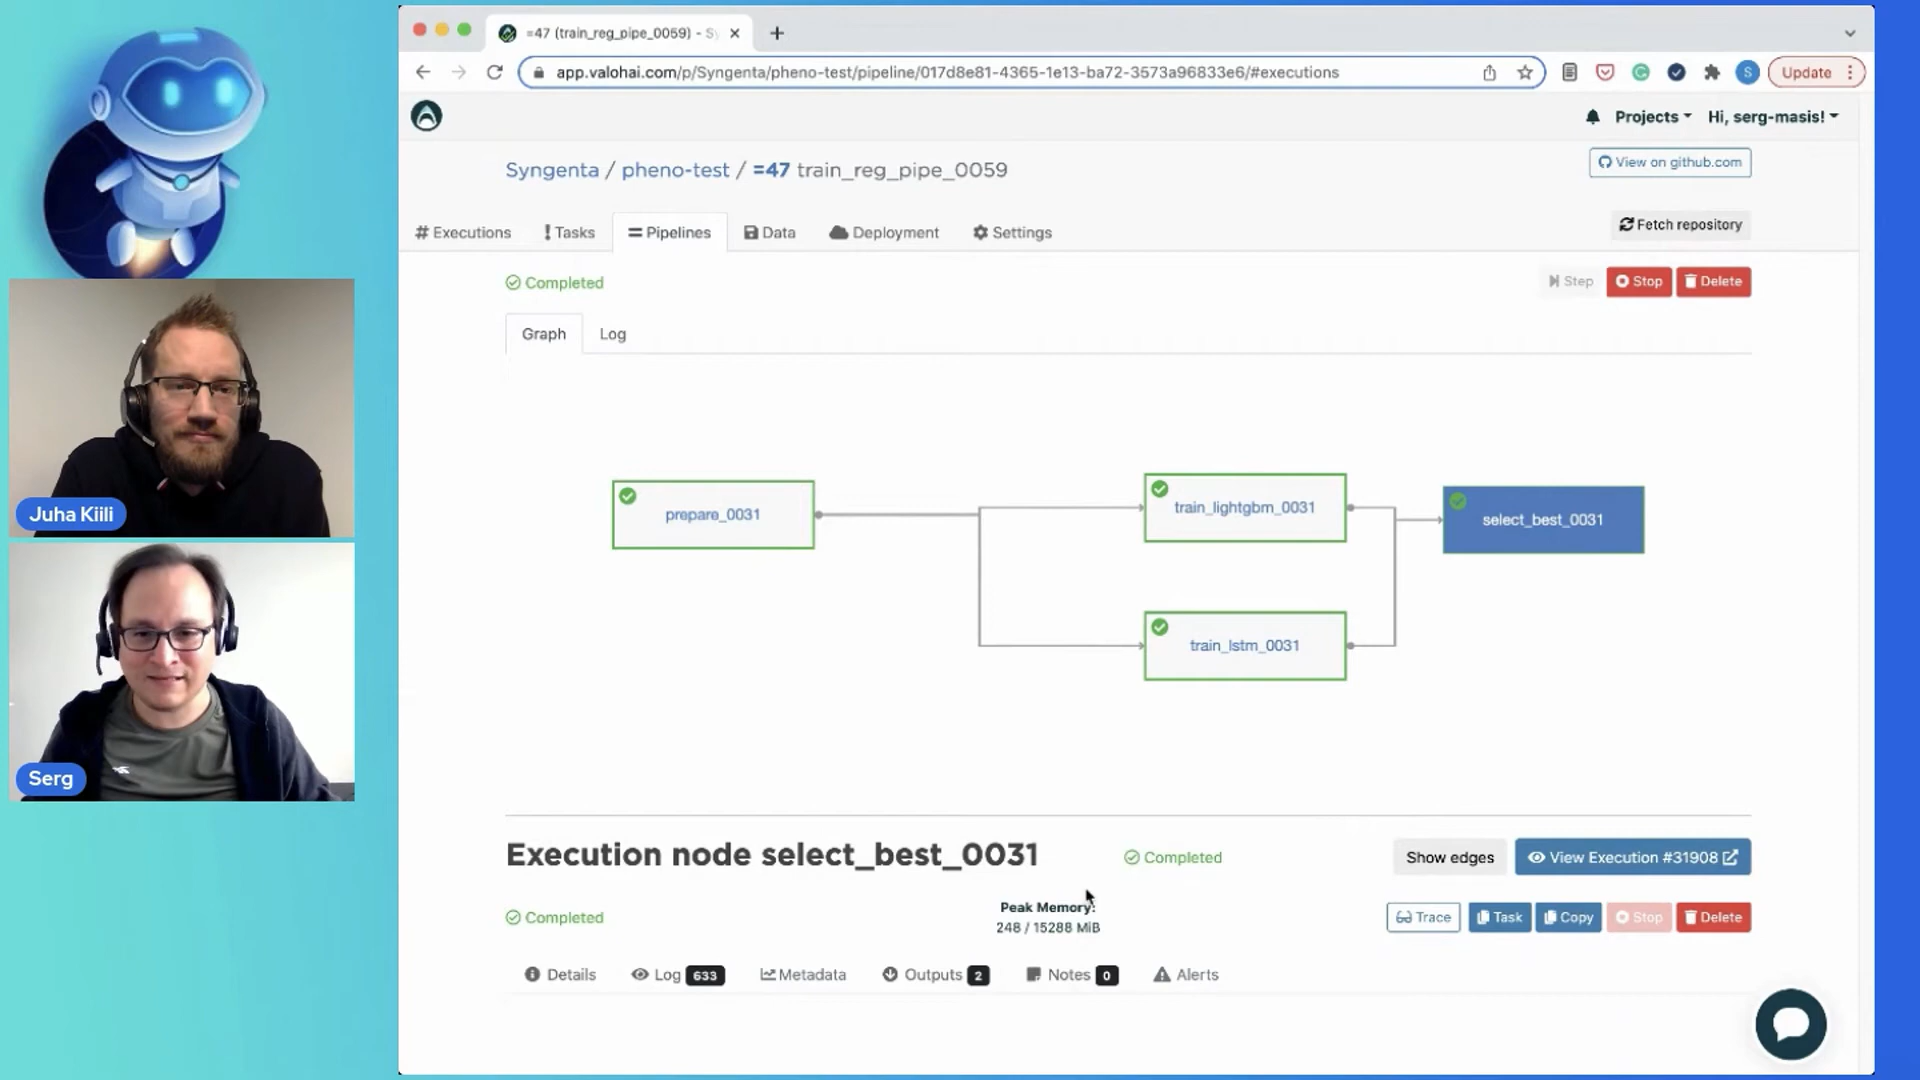 =47 (train_reg_pipe_0059) - S
app.valohai.com/p/Syngenta/pheno-test/pipeline/017d8e81-4365-1e13-ba72-3573a96833e6/#executions
S
Update
Projects
Hi, serg-masis!
Syngenta / pheno-test / =47 train_reg_pipe_0059
View on github.com
# Executions
! Tasks
= Pipelines
Data
Deployment
Settings
Fetch repository
Completed
Step
Stop
Delete
Graph
Log
prepare_0031
train_lightgbm_0031
select_best_0031
train_lstm_0031
Juha Kiili
Serg
Execution node select_best_0031
Completed
Show edges
View Execution #31908
Completed
Peak Memory:
248 / 15288 MiB
Trace
Task
Copy
Stop
Delete
Details
Log 633
Metadata
Outputs 2
Notes 0
Alerts